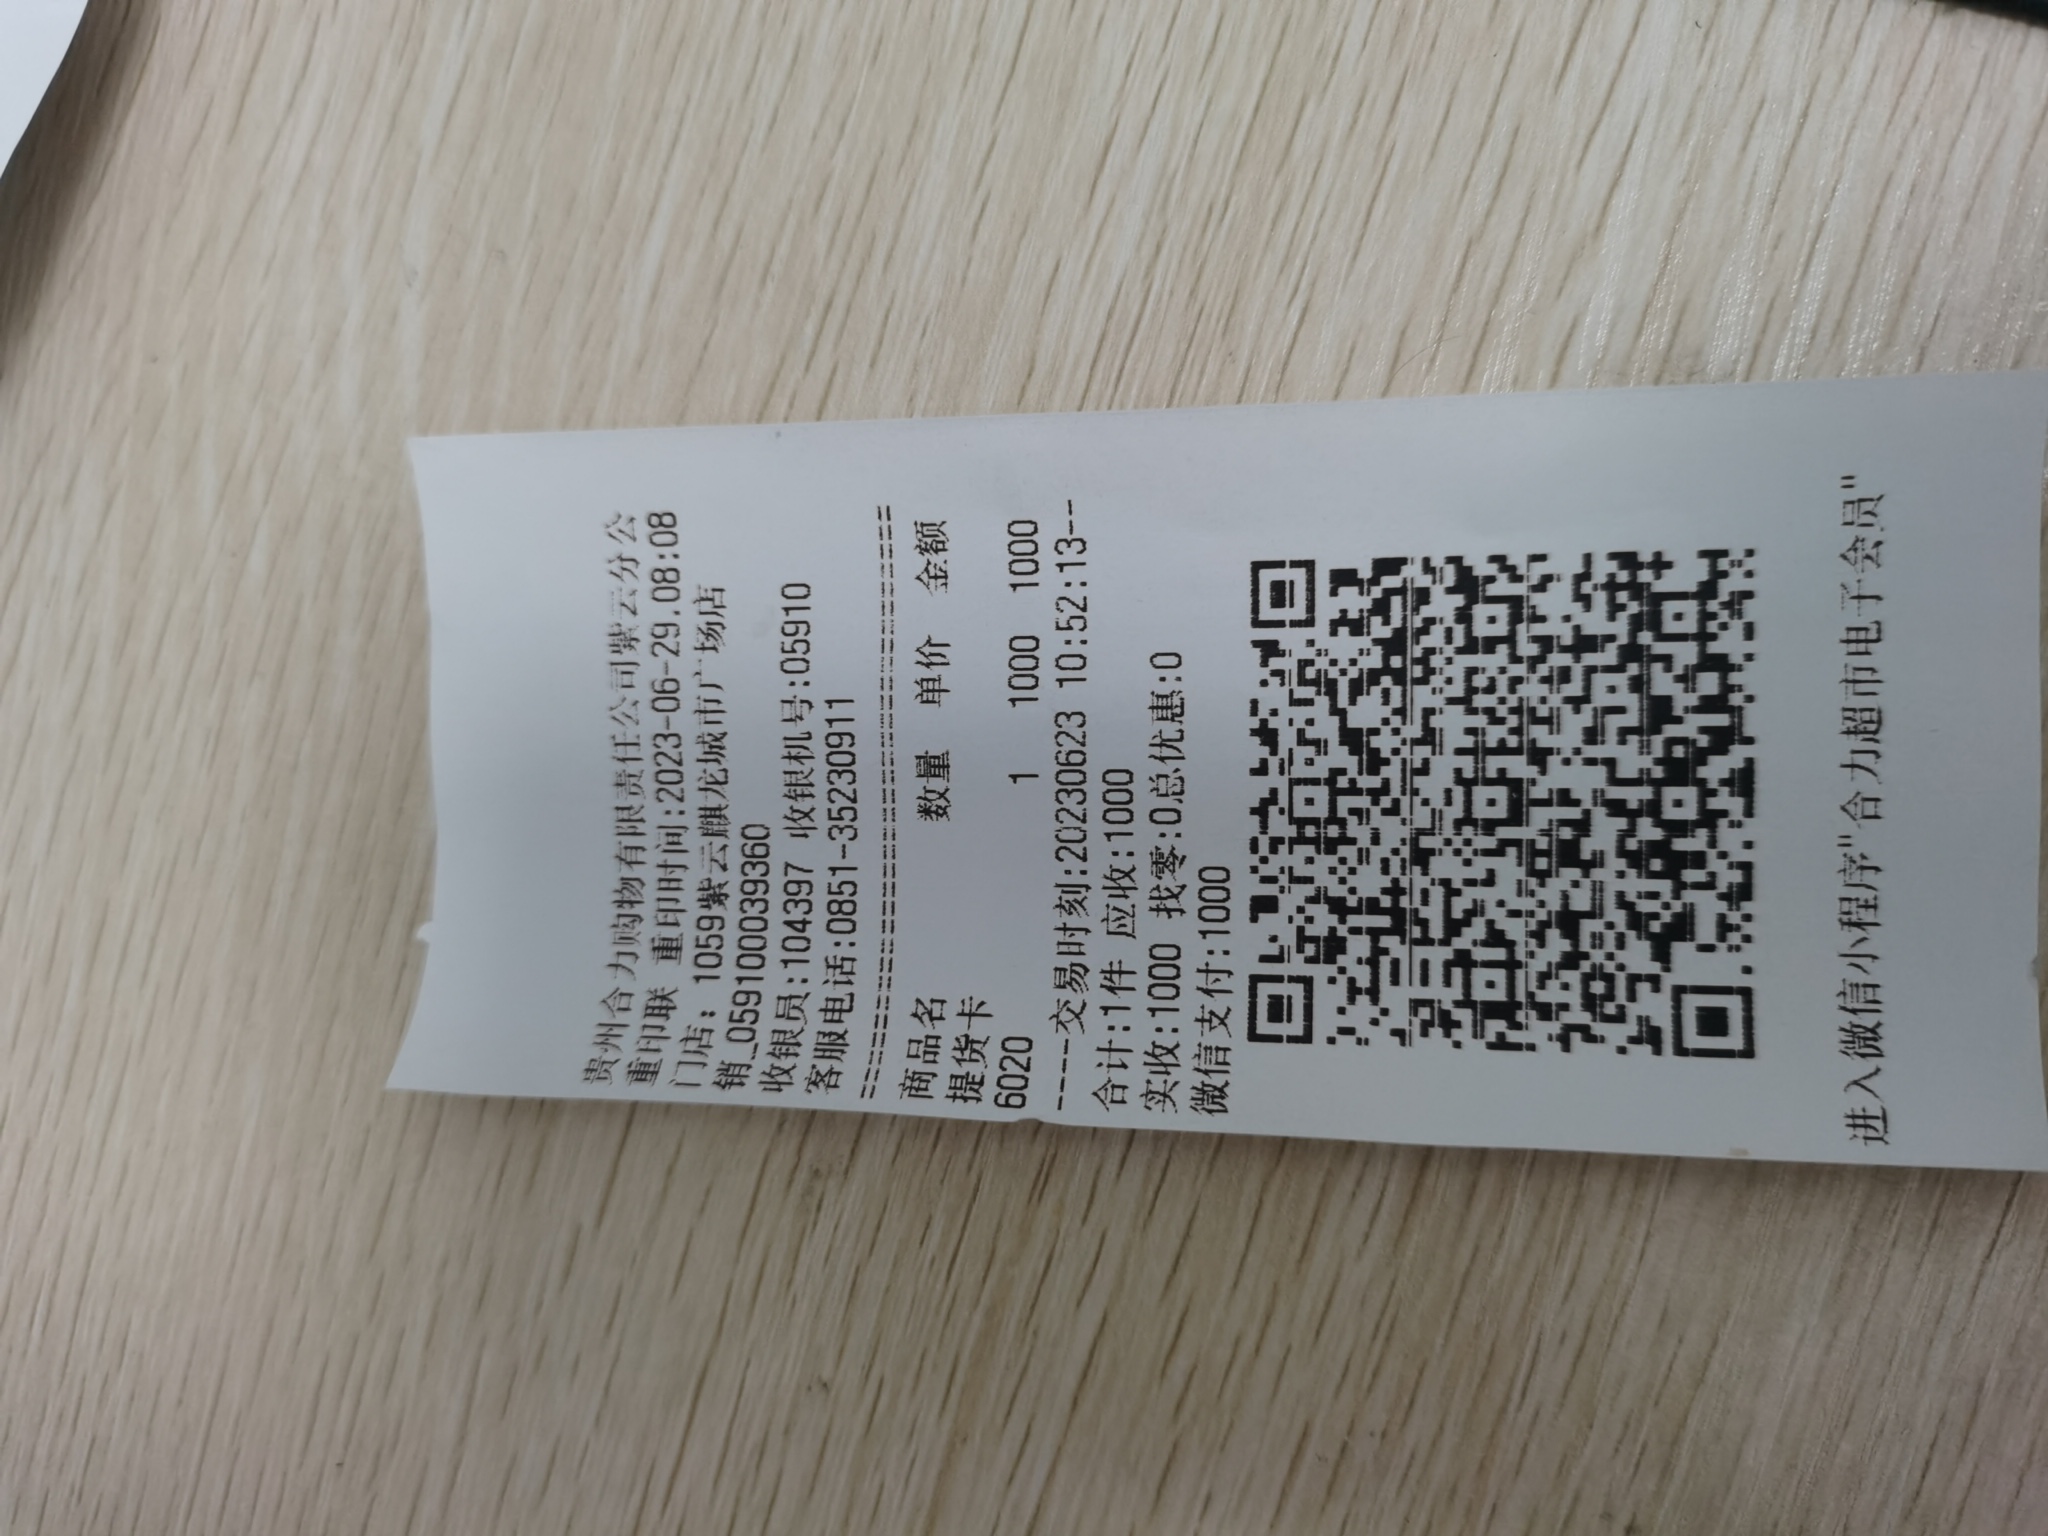 贵州合力购物有限责任公司紫云分公
重印联 重印时间:2023-06-29.08:08
门店: 1059紫云麒龙城市广场店
销_0591000039360
收银员:104397 收银机号:05910
客服电话:0851-35230911
==========================================
商品名 数量 单价 金额
提货卡
6020 1 1000 1000
----交易时刻:20230623 10:52:13--
合计:1件 应收:1000
实收:1000 找零:0总优惠:0
微信支付:1000
进入微信小程序"合力超市电子会员"